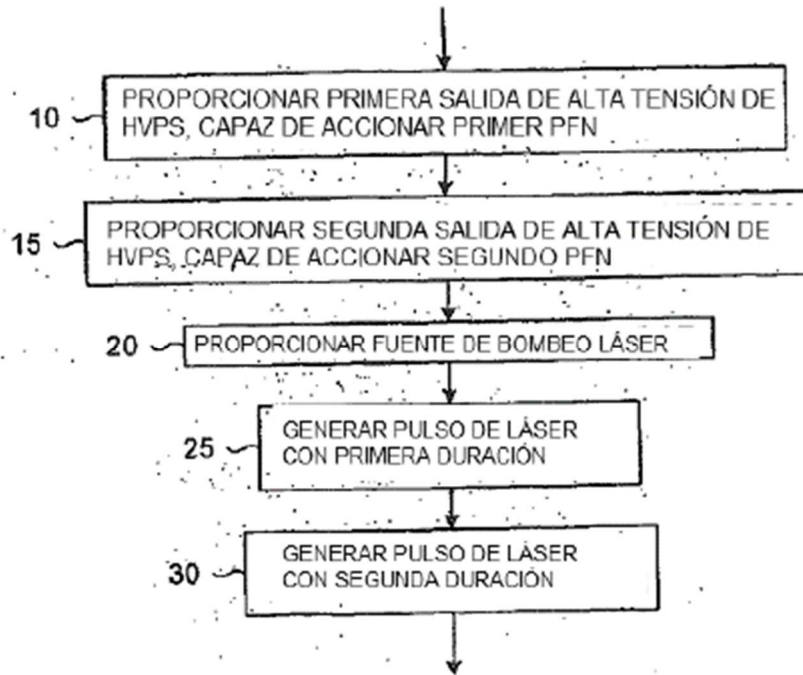 10 PROPORCIONAR PRIMERA SALIDA DE ALTA TENSIÓN DE
HVPS, CAPAZ DE ACCIONAR PRIMER PFN
15 PROPORCIONAR SEGUNDA SALIDA DE ALTA TENSIÓN DE
HVPS, CAPAZ DE ACCIONAR SEGUNDO PFN
20 PROPORCIONAR FUENTE DE BOMBEO LÁSER
25 GENERAR PULSO DE LÁSER
CON PRIMERA DURACIÓN
30 GENERAR PULSO DE LÁSER
CON SEGUNDA DURACIÓN